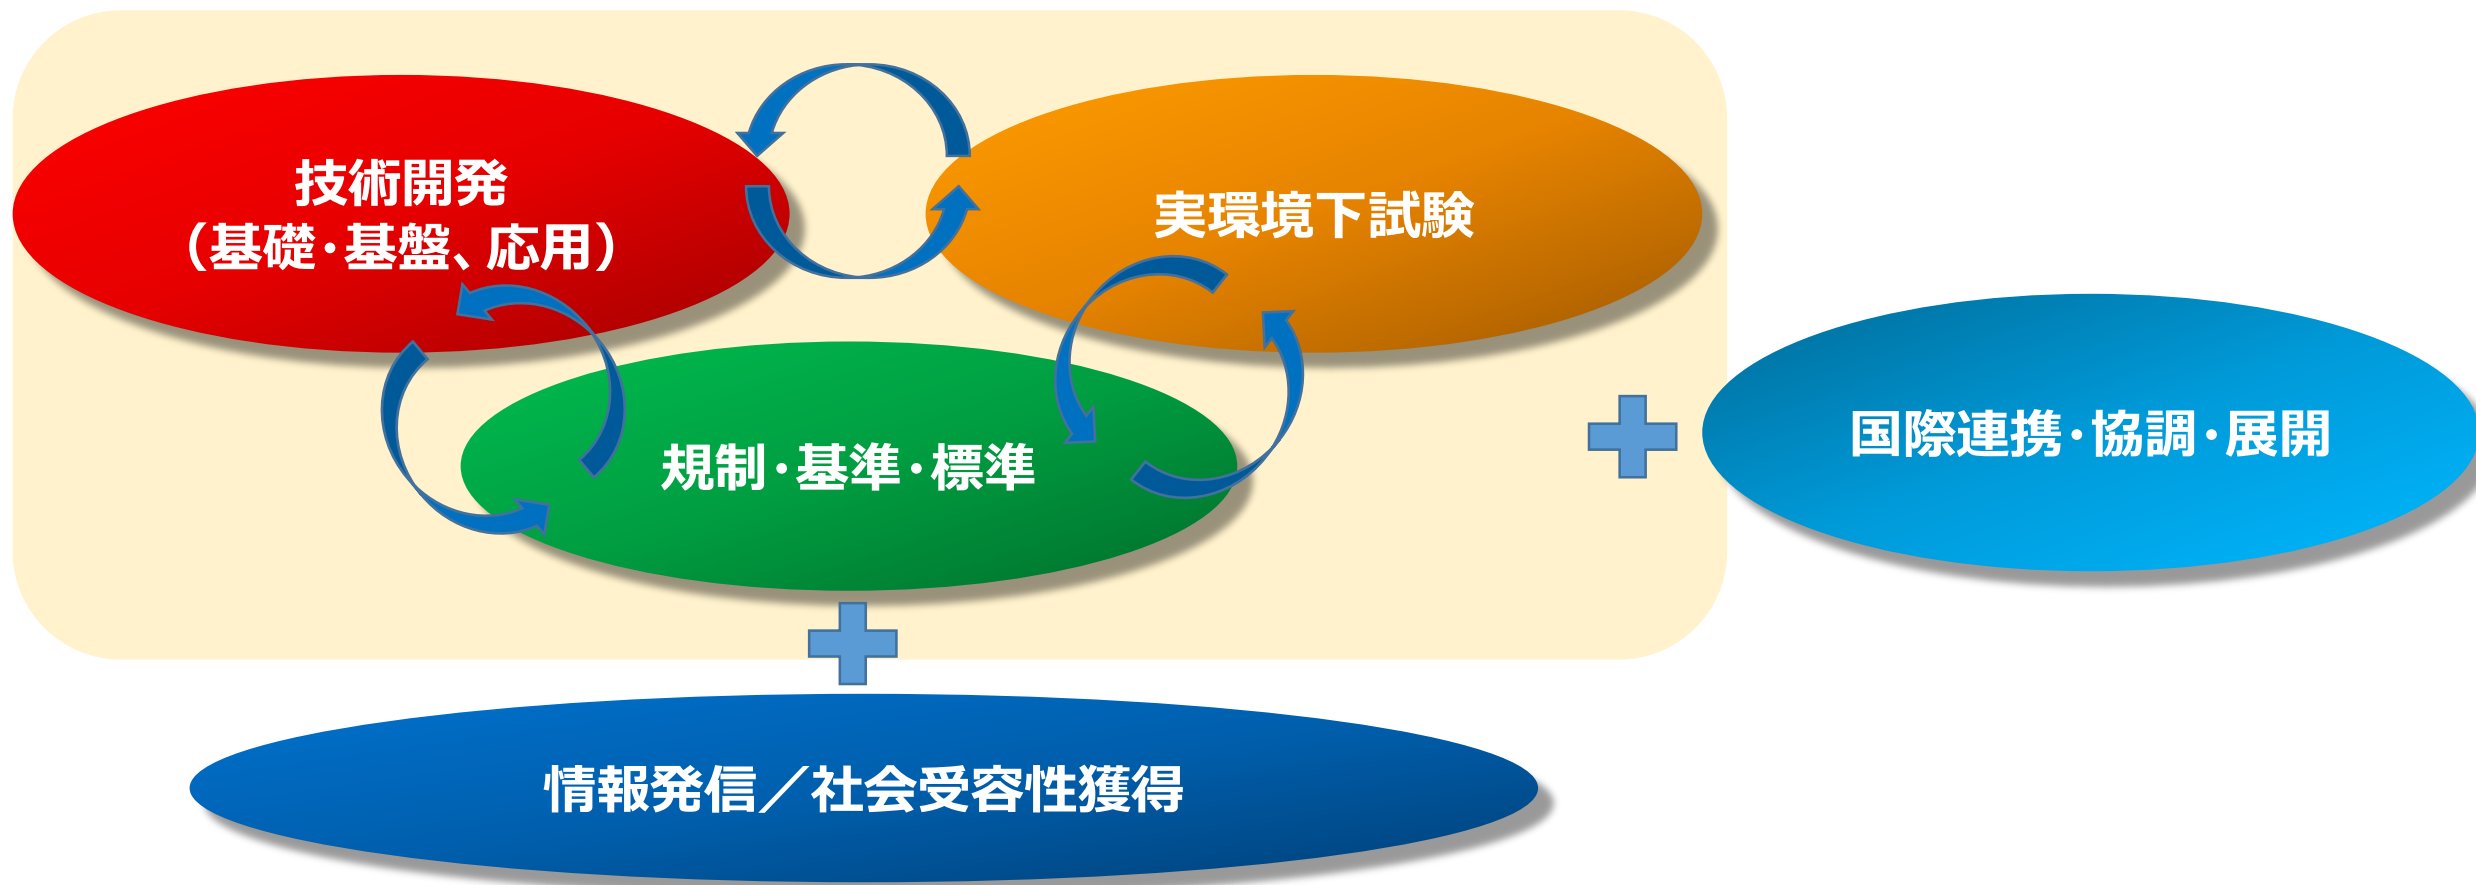 技術開発
（基礎・基盤、応用）
実環境下試験
規制・基準・標準
国際連携・協調・展開
情報発信／社会受容性獲得